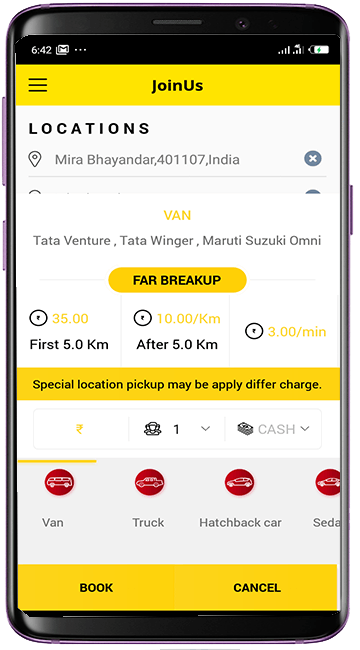 6:42
JoinUs
LOCATIONS
Mira Bhayandar,401107,India
VAN
Tata Venture , Tata Winger , Maruti Suzuki Omni
FAR BREAKUP
₹ 35.00
First 5.0 Km
₹ 10.00/Km
After 5.0 Km
₹ 3.00/min
Special location pickup may be apply differ charge.
₹ 1 CASH
Van Truck Hatchback car Seda
BOOK CANCEL